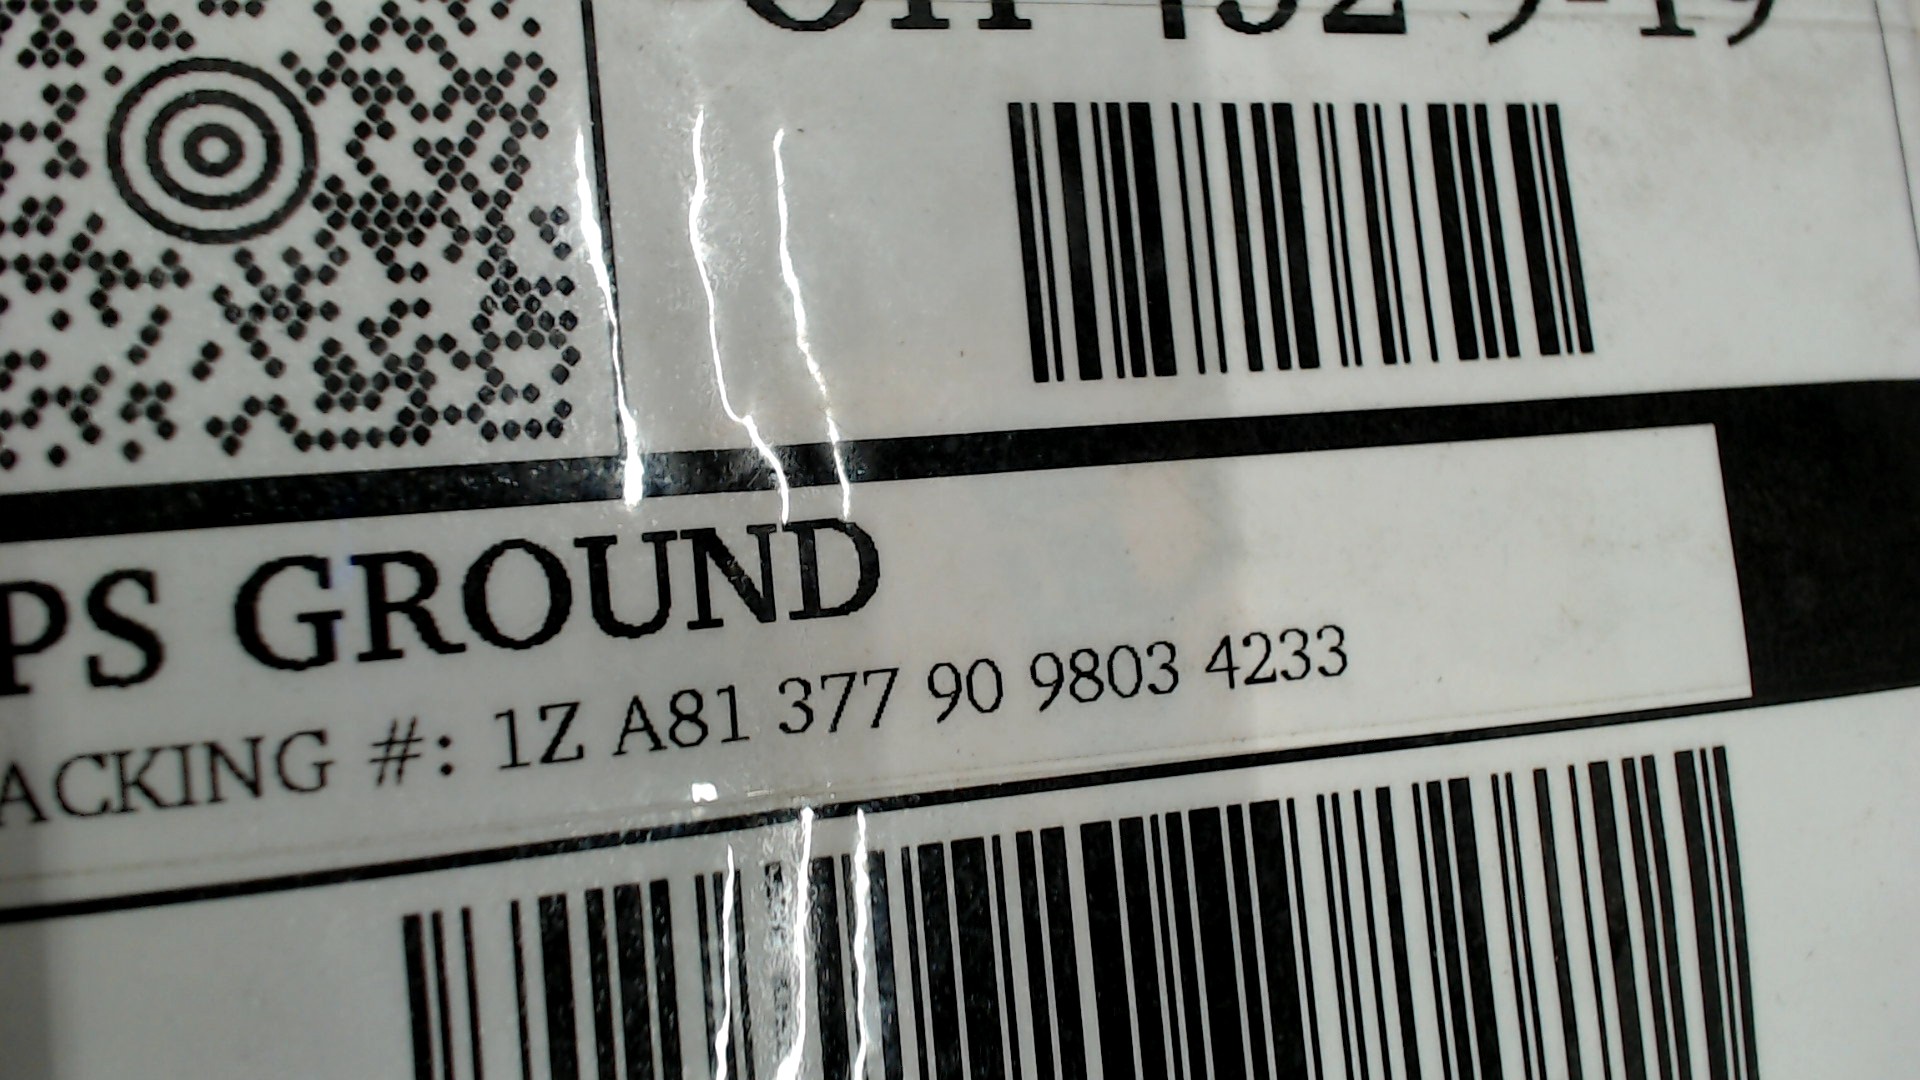 PS GROUND
ACKING #: 1Z A81 377 90 9803 4233